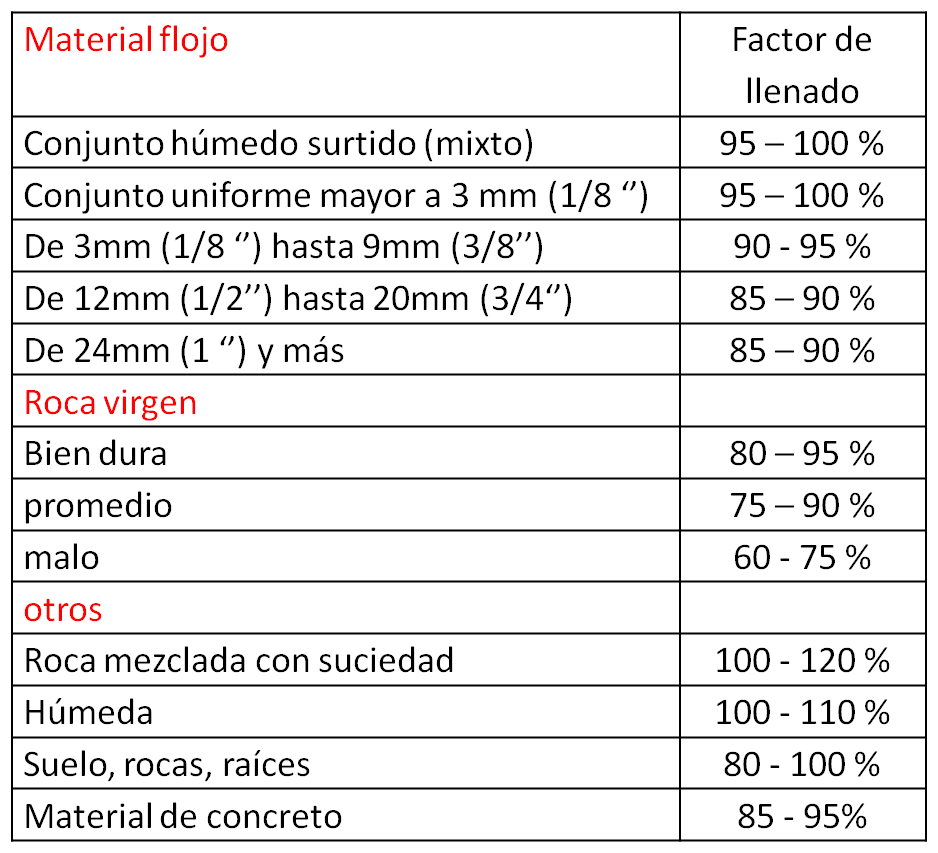 Material flojo
Factor de
llenado
Conjunto húmedo surtido (mixto) 95 – 100 %
Conjunto uniforme mayor a 3 mm (1/8 ‘’) 95 – 100 %
De 3mm (1/8 ‘’) hasta 9mm (3/8’’) 90 - 95 %
De 12mm (1/2’’) hasta 20mm (3/4‘’) 85 – 90 %
De 24mm (1 ‘’) y más 85 – 90 %
Roca virgen
Bien dura 80 – 95 %
promedio 75 – 90 %
malo 60 - 75 %
otros
Roca mezclada con suciedad 100 - 120 %
Húmeda 100 - 110 %
Suelo, rocas, raíces 80 - 100 %
Material de concreto 85 - 95%